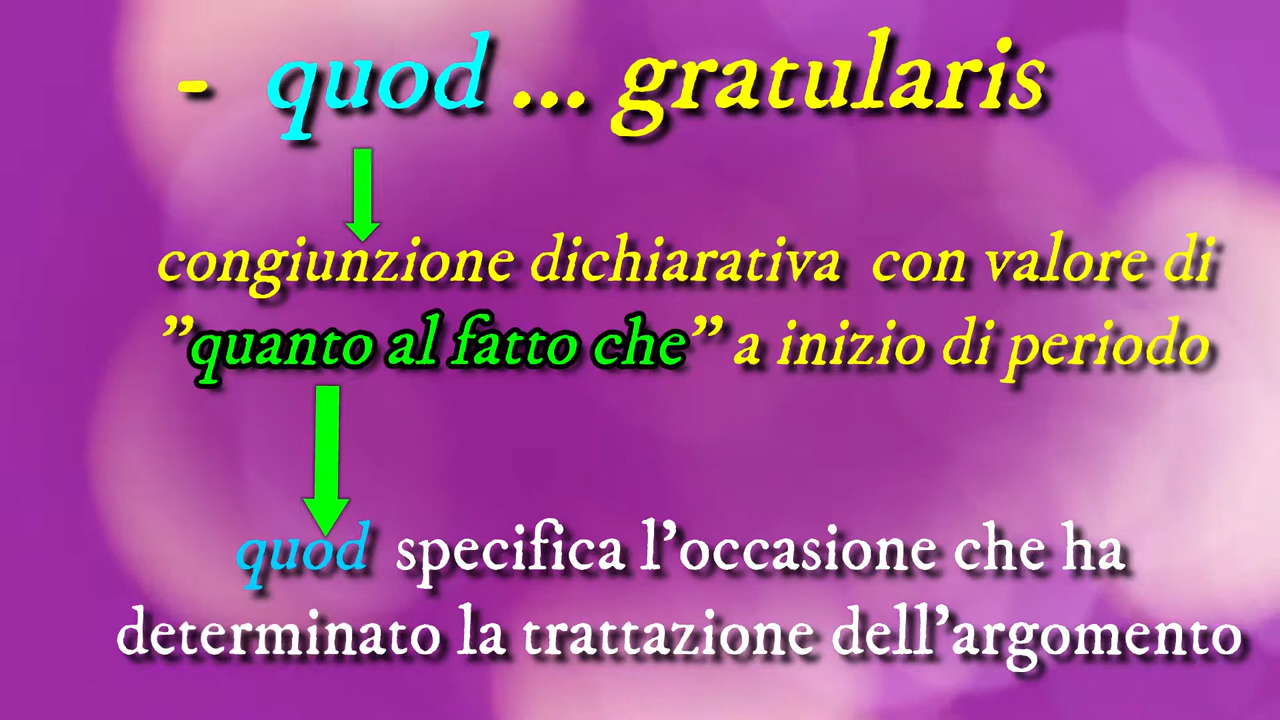 - quod ... gratularis
congiunzione dichiarativa con valore di
”quanto al fatto che” a inizio di periodo
quod specifica l’occasione che ha
determinato la trattazione dell’argomento